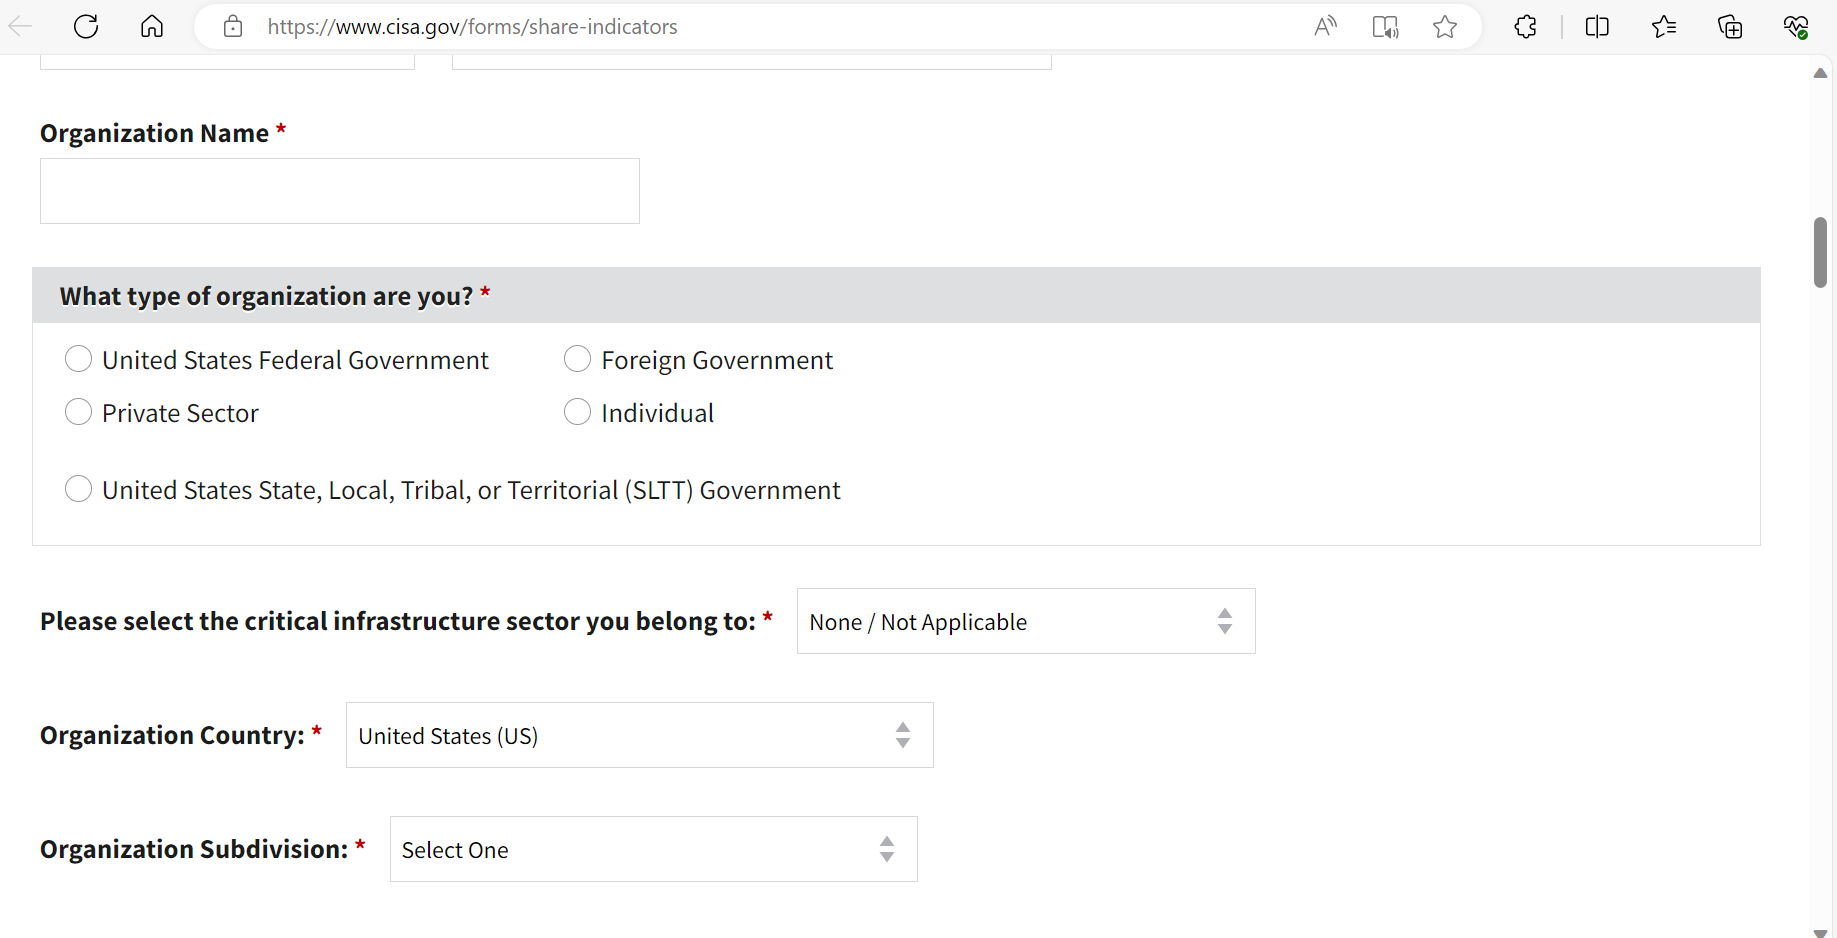 https://www.cisa.gov/forms/share-indicators
Organization Name *
What type of organization are you? *
United States Federal Government
Foreign Government
Private Sector
Individual
United States State, Local, Tribal, or Territorial (SLTT) Government
Please select the critical infrastructure sector you belong to: *
None / Not Applicable
Organization Country: *
United States (US)
Organization Subdivision: *
Select One